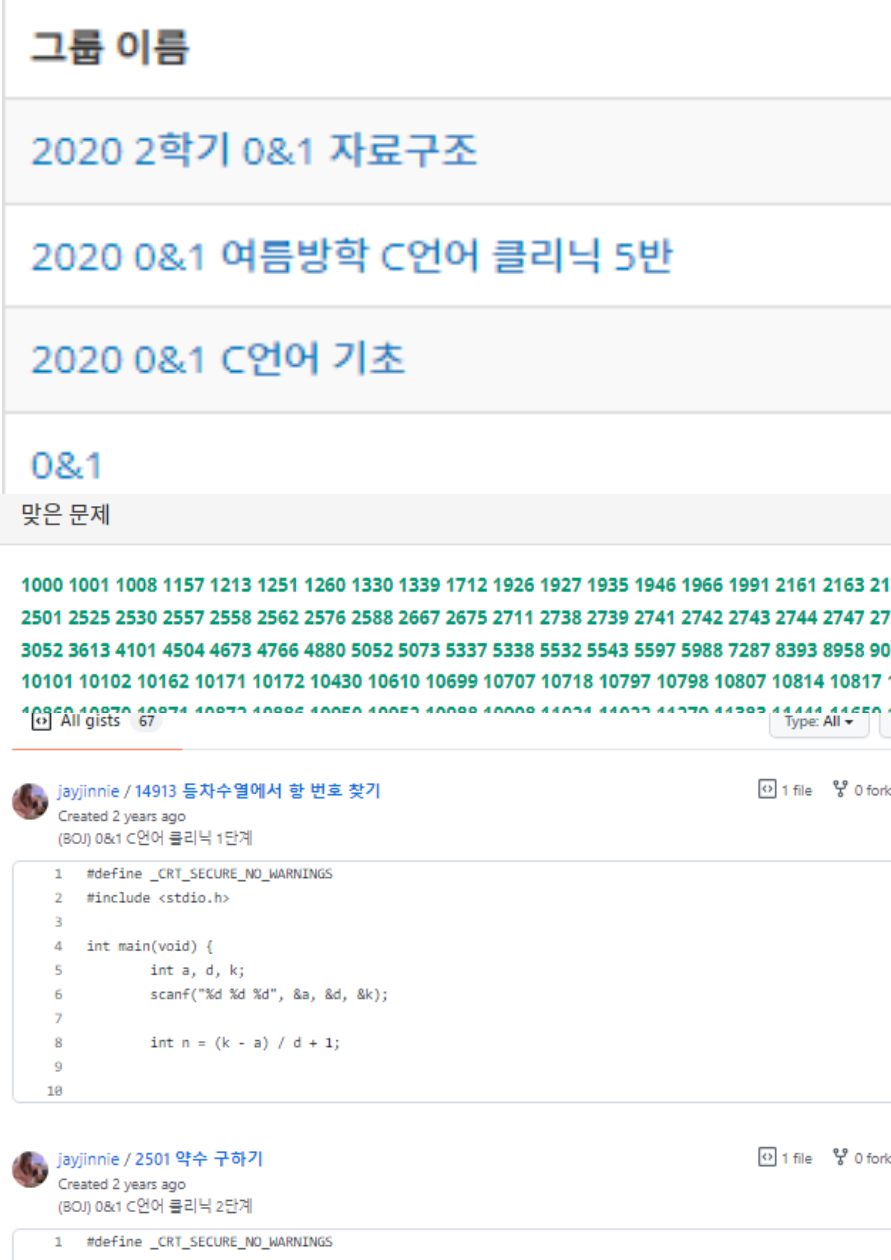 그룹 이름
2020 2학기 0&1 자료구조
2020 0&1 여름방학 C언어 클리닉 5반
2020 0&1 C언어 기초
0&1
맞은 문제
1000 1001 1008 1157 1213 1251 1260 1330 1339 1712 1926 1927 1935 1946 1966 1991 2161 2163
2501 2525 2530 2557 2558 2562 2576 2588 2667 2675 2711 2738 2739 2741 2742 2743 2744 2747
3052 3613 4101 4504 4673 4766 4880 5052 5073 5337 5338 5532 5543 5597 5988 7287 8393 8958
10101 10102 10162 10171 10172 10430 10610 10699 10707 10718 10797 10798 10807 10814 10817
All gists 67 Type: All
jayjinnie / 14913 등차수열에서 항 번호 찾기 1 file 0 fork
Created 2 years ago
(BOJ) 0&1 C언어 클리닉 1단계
1 #define _CRT_SECURE_NO_WARNINGS
2 #include <stdio.h>
3
4 int main(void) {
5 int a, d, k;
6 scanf("%d %d %d", &a, &d, &k);
7
8 int n = (k - a) / d + 1;
9
10
jayjinnie / 2501 약수 구하기 1 file 0 fork
Created 2 years ago
(BOJ) 0&1 C언어 클리닉 2단계
1 #define _CRT_SECURE_NO_WARNINGS